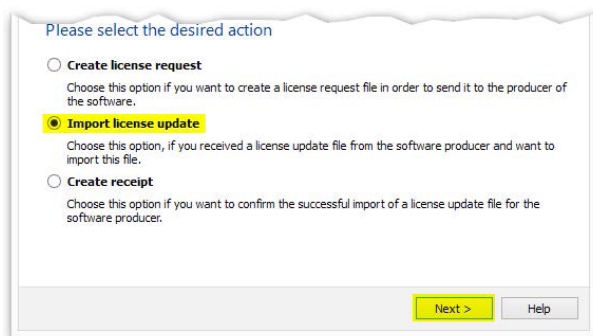 Please select the desired action
Create license request
Choose this option if you want to create a license request file in order to send it to the producer of
the software.
Import license update
Choose this option, if you received a license update file from the software producer and want to
import this file.
Create receipt
Choose this option if you want to confirm the successful import of a license update file for the
software producer.
Next >
Help